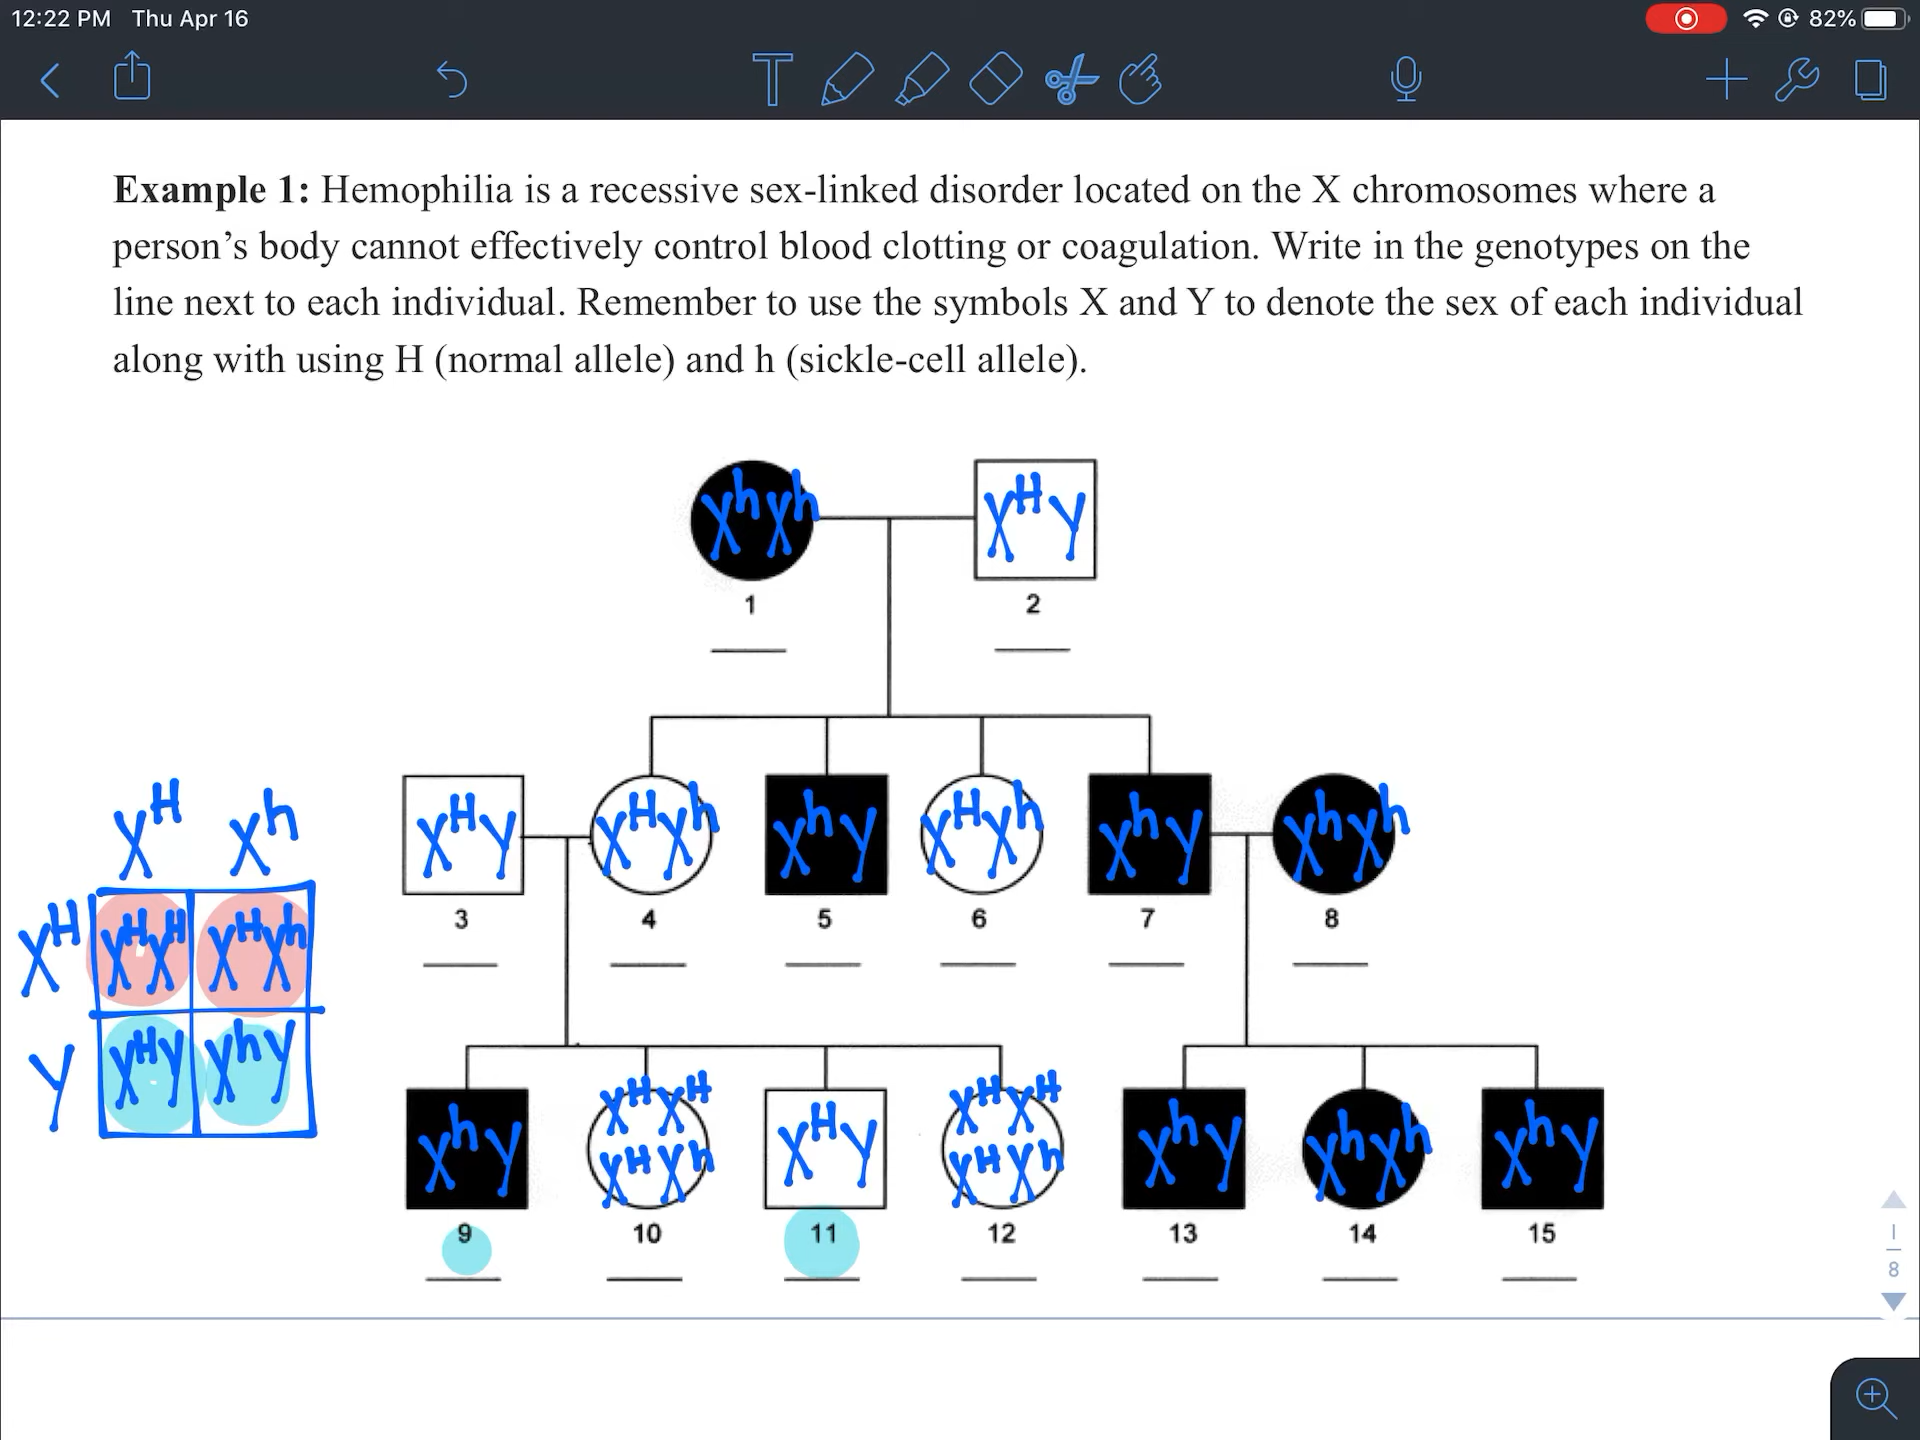 12:22 PM Thu Apr 16 82%
T
Example 1: Hemophilia is a recessive sex-linked disorder located on the X chromosomes where a
person’s body cannot effectively control blood clotting or coagulation. Write in the genotypes on the
line next to each individual. Remember to use the symbols X and Y to denote the sex of each individual
along with using H (normal allele) and h (sickle-cell allele).
XhXh XHY
1 2
XH Xh
XHY XHXh XhY XHXh XhY XhXh
3 4 5 6 7 8
XH XHXH XHXh
Y XHY XhY
XHXH XHXH
XhY XHXh XHY XHXh XhY XhXh XhY
9 10 11 12 13 14 15
1
8